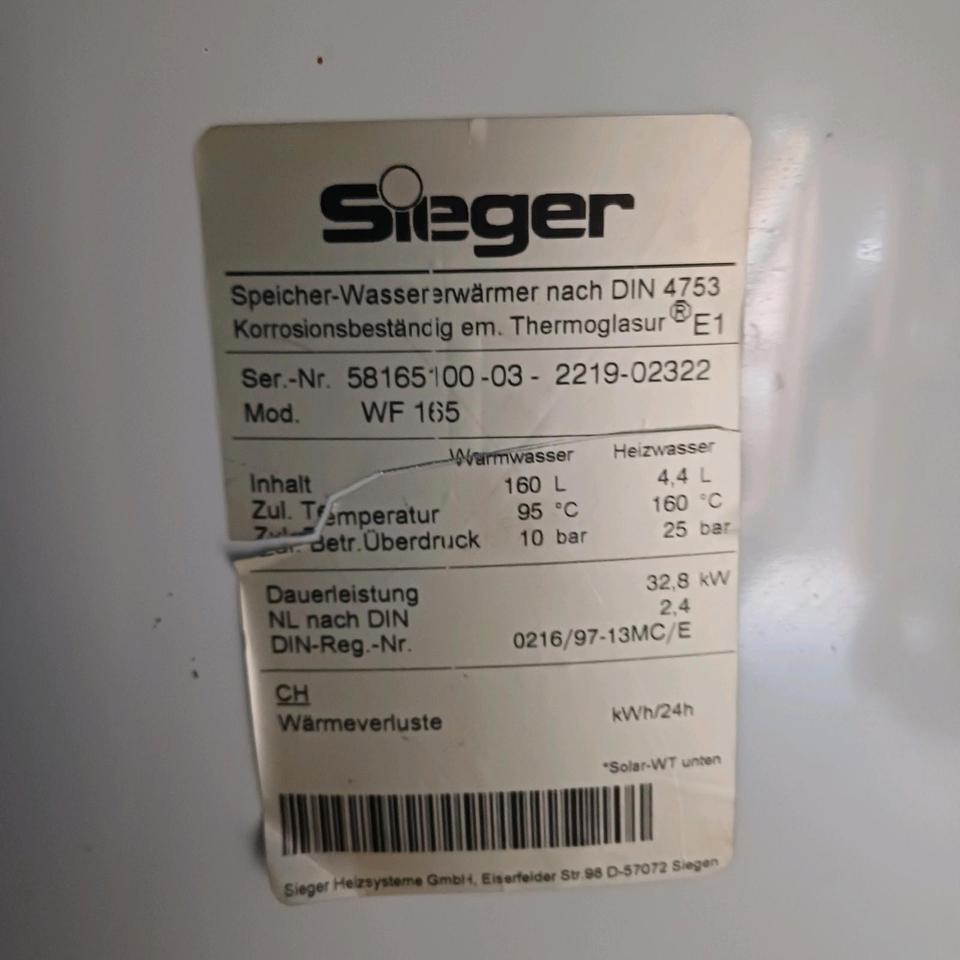 Sieger
Speicher-Wassererwärmer nach DIN 4753
Korrosionsbeständig em. Thermoglasur® E1
Ser.-Nr. 58165100-03 - 2219-02322
Mod. WF 165
Warmwasser Heizwasser
Inhalt 160 L 4,4 L
Zul. Temperatur 95 °C 160 °C
Zul. Betr.Überdruck 10 bar 25 bar
Dauerleistung 32,8 kW
NL nach DIN 2,4
DIN-Reg.-Nr. 0216/97-13MC/E
CH
Wärmeverluste kWh/24h
*Solar-WT unten
Sieger Heizsysteme GmbH, Eiserfelder Str.98 D-57072 Siegen